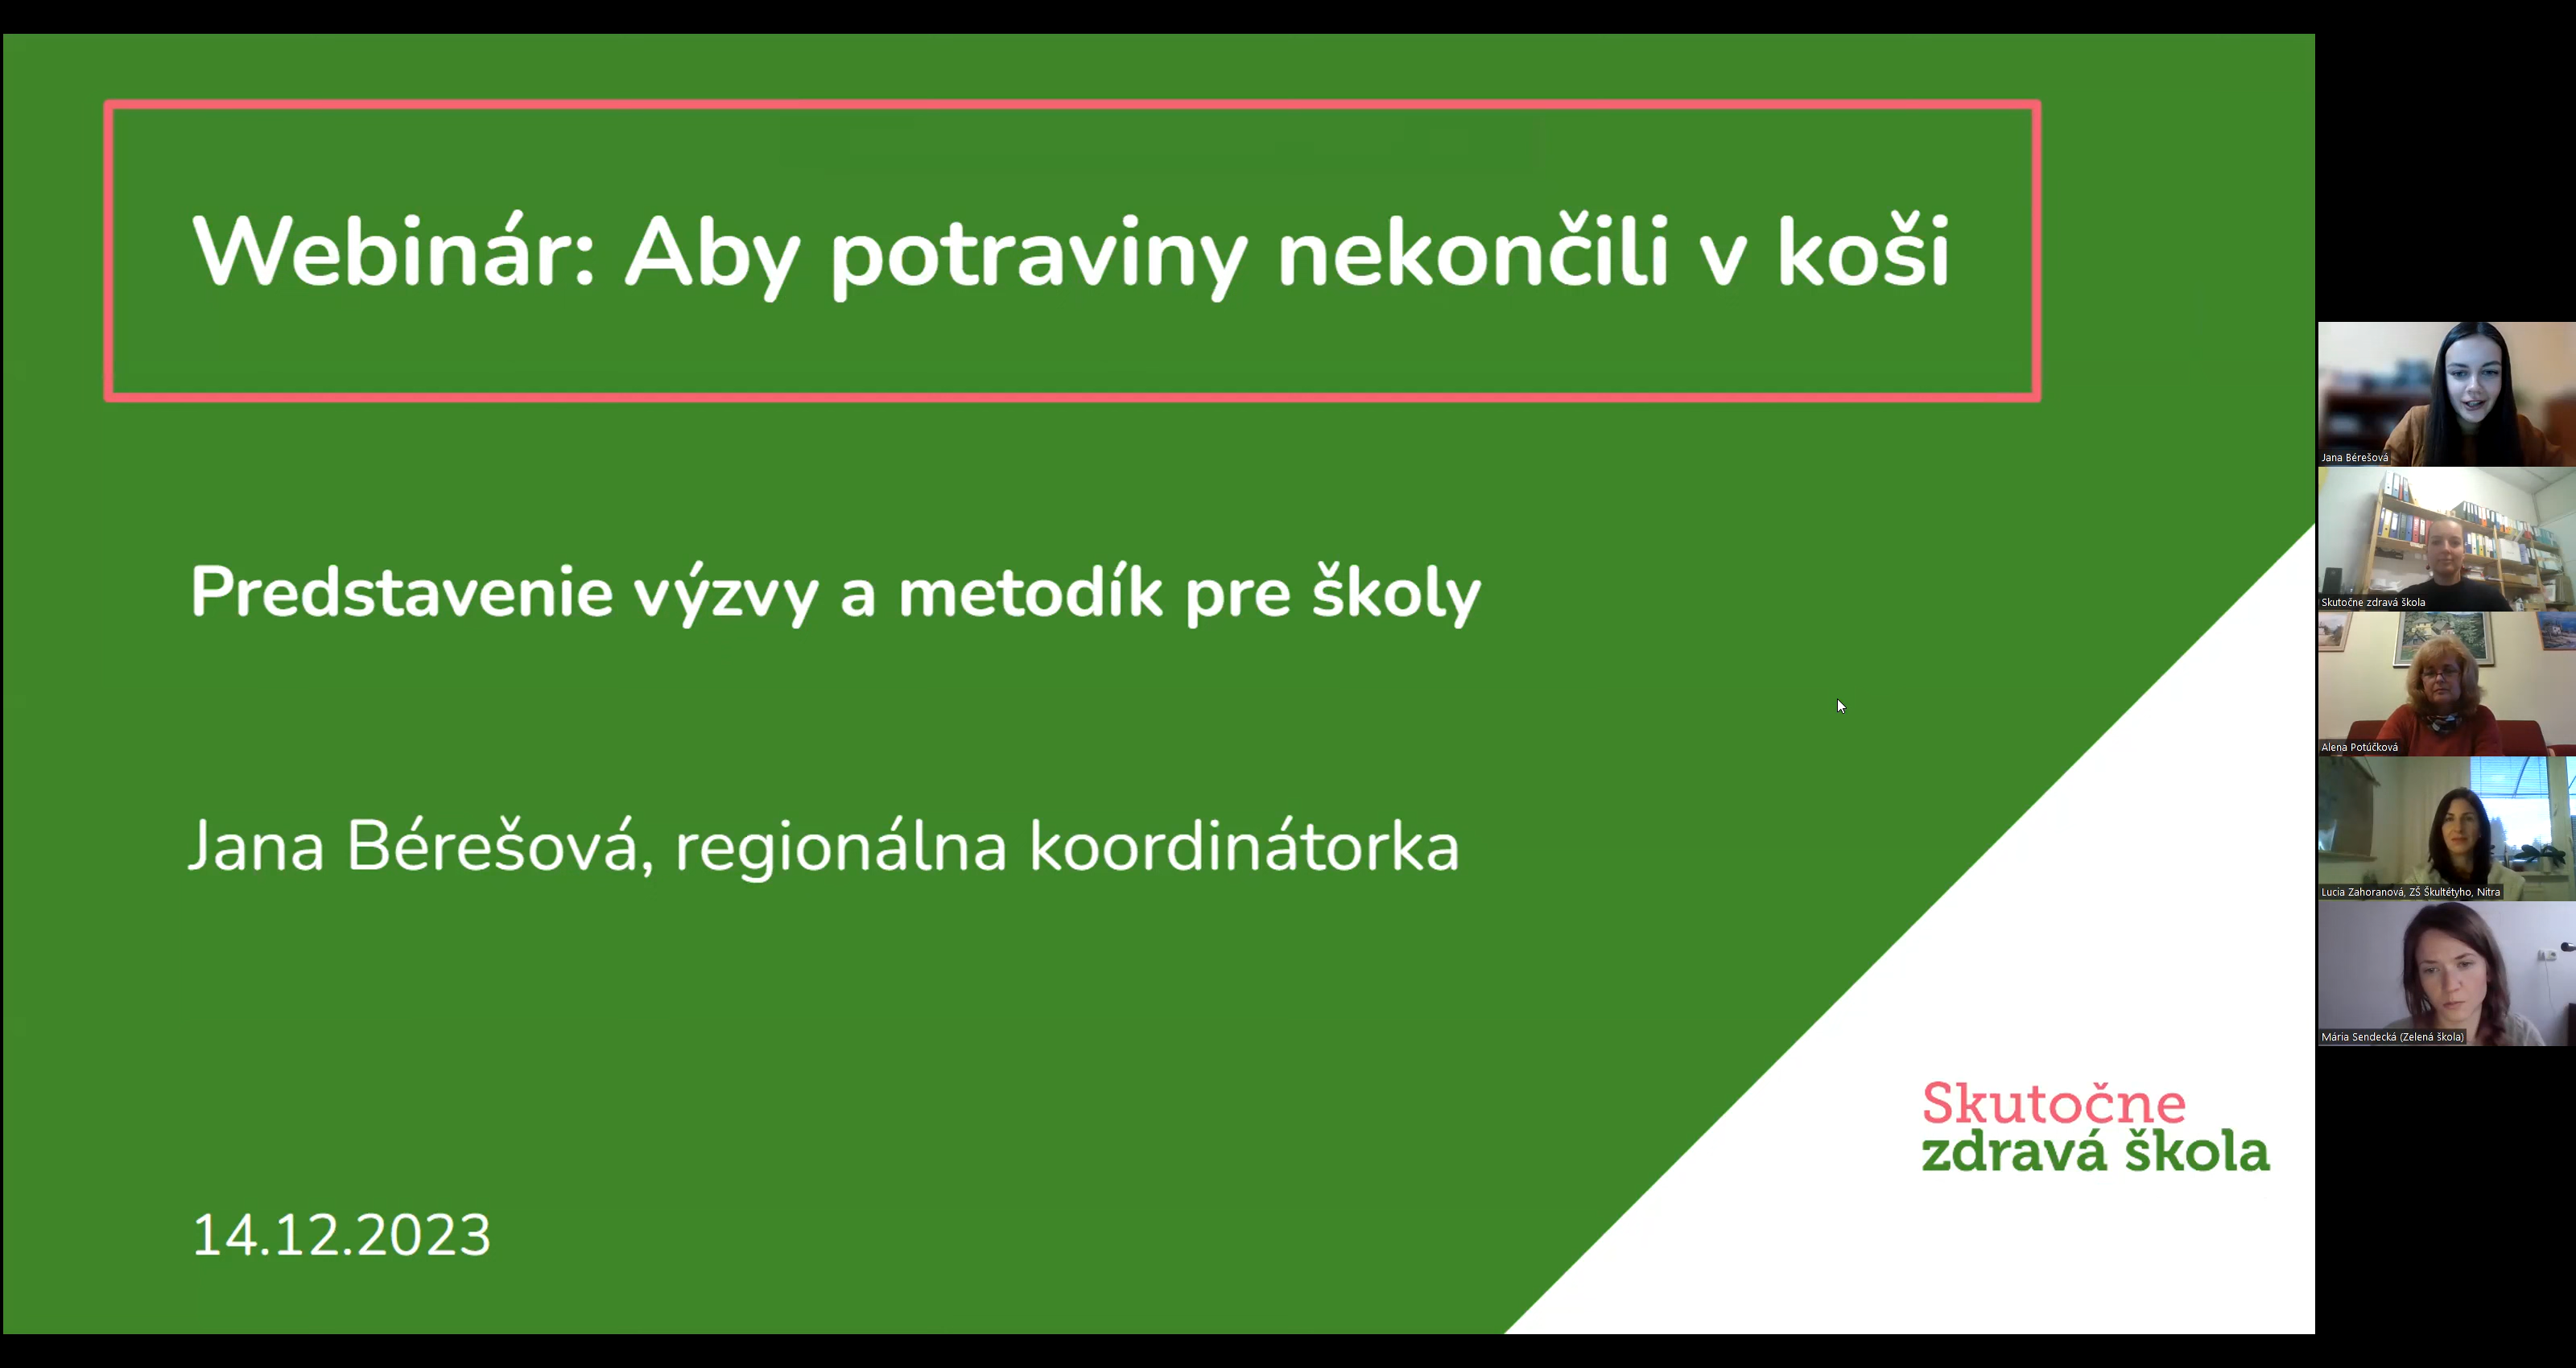 Webinár: Aby potraviny nekončili v koši
Predstavenie výzvy a metodík pre školy
Jana Bérešová, regionálna koordinátorka
14.12.2023
Skutočne
zdravá škola
Jana Bérešová
Skutočne zdravá škola
Alena Potúčková
Lucia Zahoranová, ZŠ Škultétyho, Nitra
Mária Sendecká (Zelená škola)